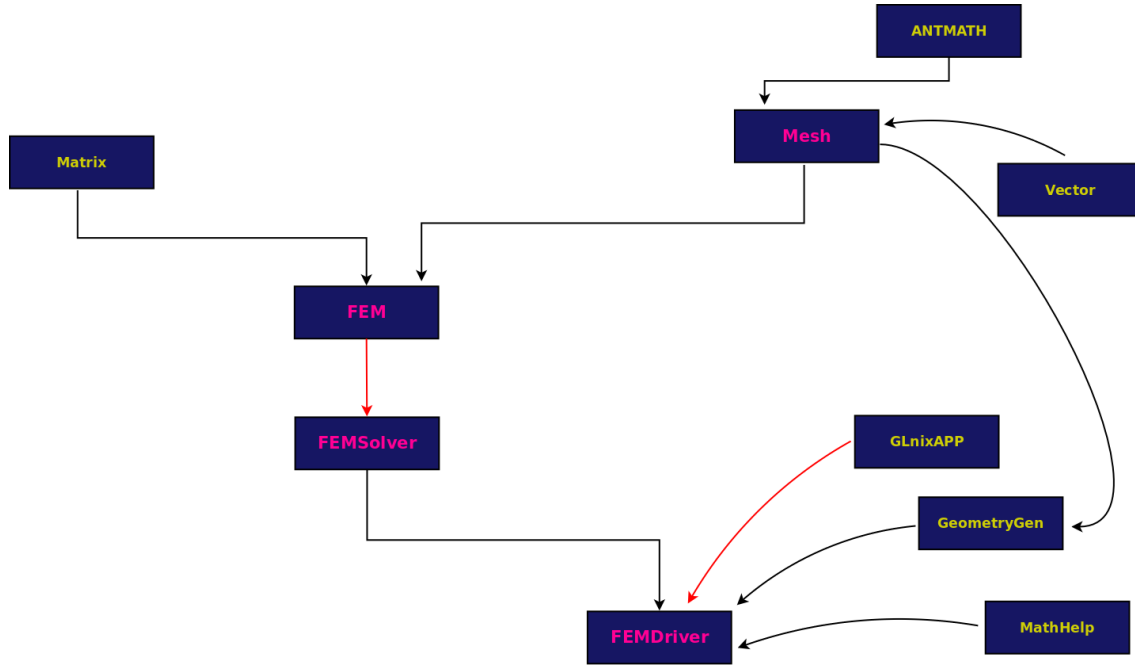 ANTMATH
Mesh
Matrix
Vector
FEM
FEMSolver
GLnixAPP
GeometryGen
MathHelp
FEMDriver